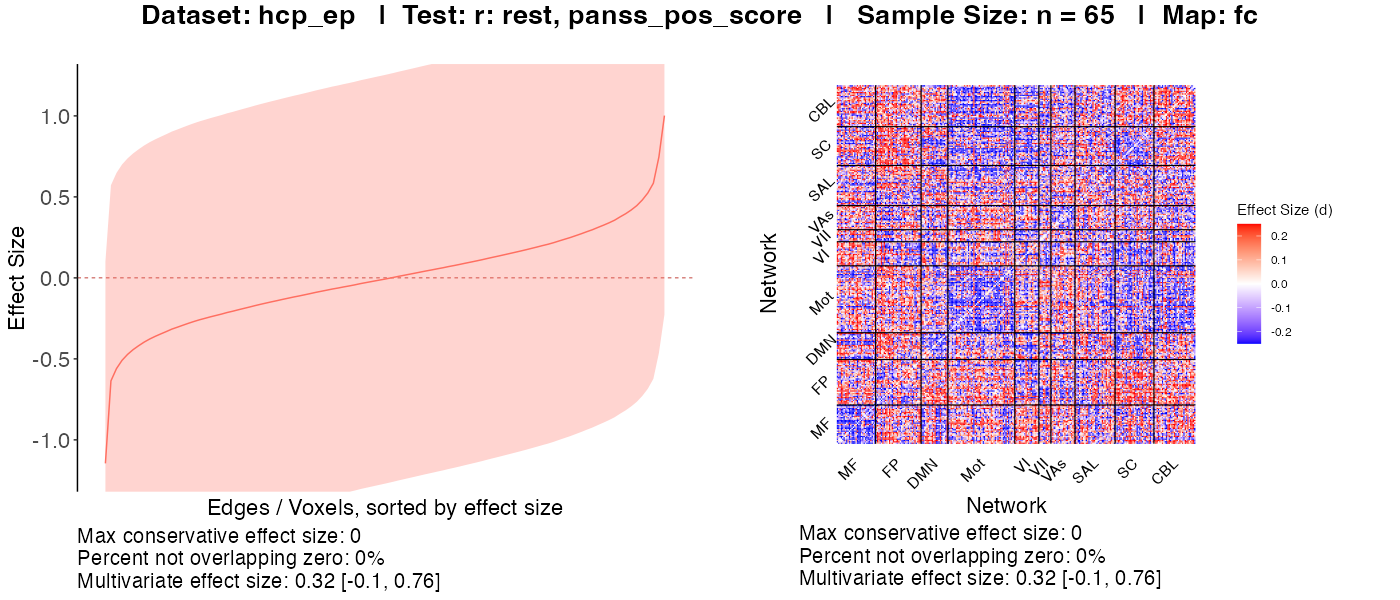 Dataset: hcp_ep | Test: r: rest, panss_pos_score | Sample Size: n = 65 | Map: fc
Effect Size
1.0
0.5
0.0
-0.5
-1.0
Edges / Voxels, sorted by effect size
Max conservative effect size: 0
Percent not overlapping zero: 0%
Multivariate effect size: 0.32 [-0.1, 0.76]
Network
CBL
SC
SAL
VAs
VII
VI
Mot
DMN
FP
MF
MF
FP
DMN
Mot
VI
VII
VAs
SAL
SC
CBL
Network
Effect Size (d)
0.2
0.1
0.0
-0.1
-0.2
Max conservative effect size: 0
Percent not overlapping zero: 0%
Multivariate effect size: 0.32 [-0.1, 0.76]